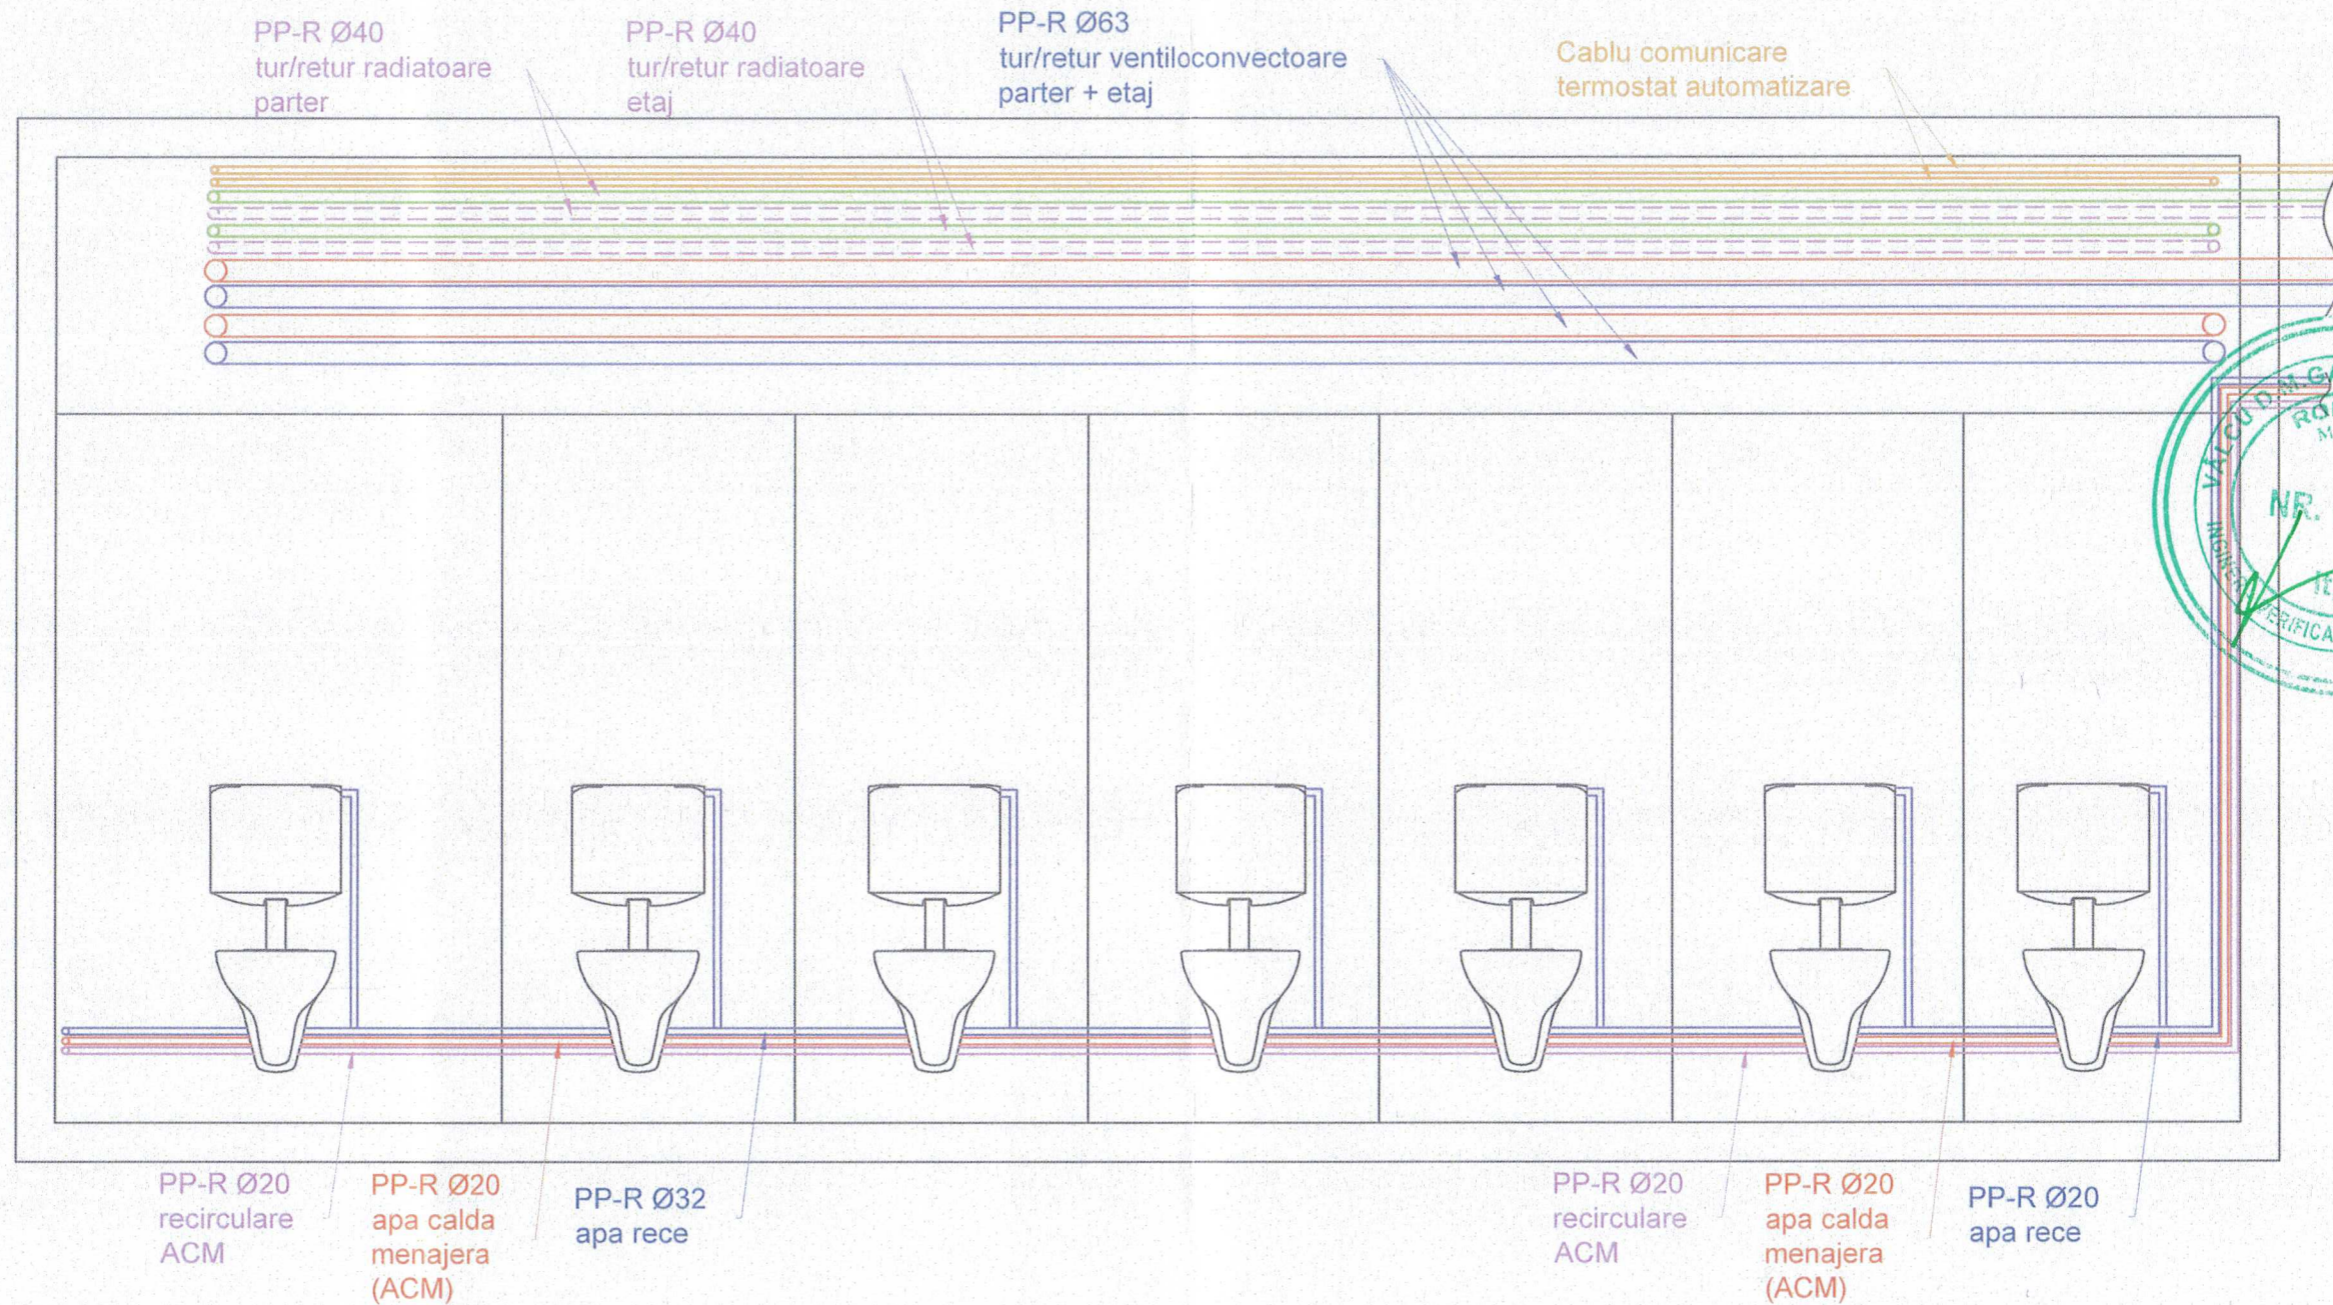 PP-R Ø40
tur/retur radiatoare
parter
PP-R Ø40
tur/retur radiatoare
etaj
PP-R Ø63
tur/retur ventiloconvectoare
parter + etaj
Cablu comunicare
termostat automatizare
VÂLCU D. M. G
NR.
PP-R Ø20
recirculare
ACM
PP-R Ø20
apa calda
menajera
(ACM)
PP-R Ø32
apa rece
PP-R Ø20
recirculare
ACM
PP-R Ø20
apa calda
menajera
(ACM)
PP-R Ø20
apa rece